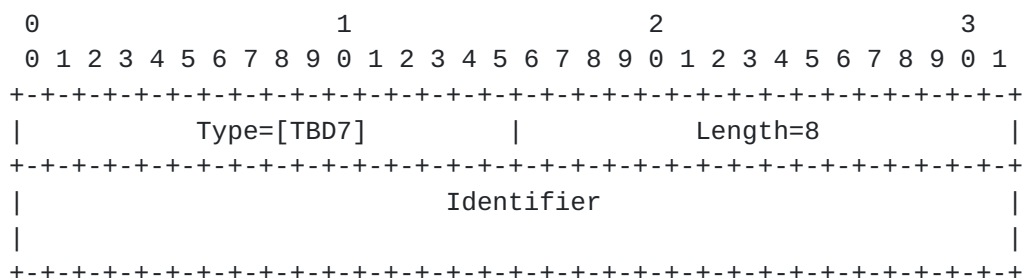 0                   1                   2                   3
 0 1 2 3 4 5 6 7 8 9 0 1 2 3 4 5 6 7 8 9 0 1 2 3 4 5 6 7 8 9 0 1
+-+-+-+-+-+-+-+-+-+-+-+-+-+-+-+-+-+-+-+-+-+-+-+-+-+-+-+-+-+-+-+-+
|           Type=[TBD7]         |           Length=8            |
+-+-+-+-+-+-+-+-+-+-+-+-+-+-+-+-+-+-+-+-+-+-+-+-+-+-+-+-+-+-+-+-+
|                           Identifier                          |
|                                                               |
+-+-+-+-+-+-+-+-+-+-+-+-+-+-+-+-+-+-+-+-+-+-+-+-+-+-+-+-+-+-+-+-+